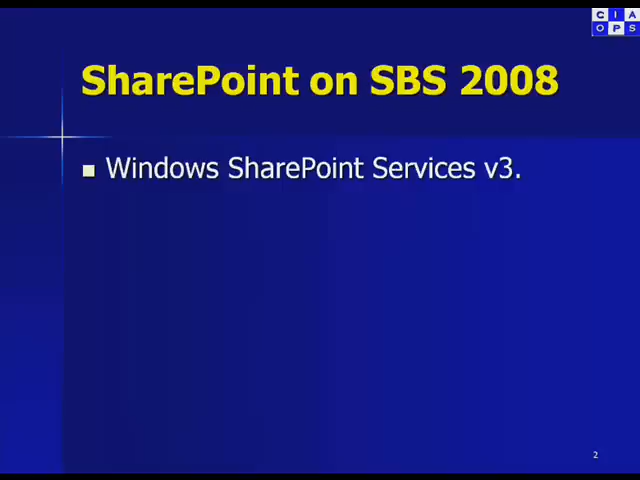 CIA
OPS
SharePoint on SBS 2008
Windows SharePoint Services v3.
2